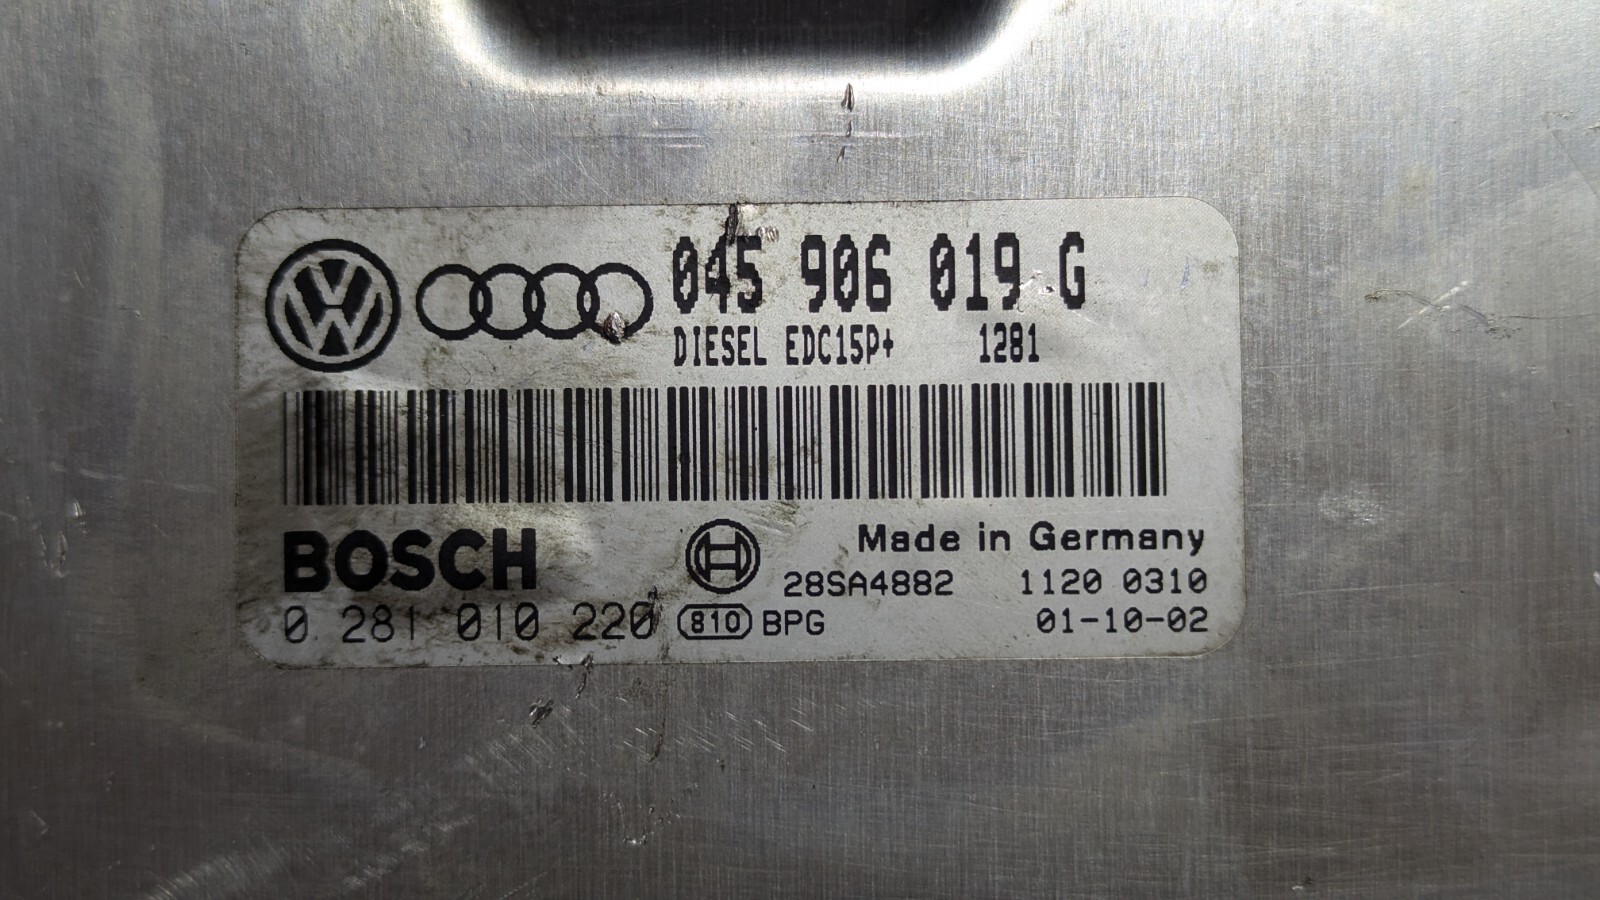 045 906 019 G
DIESEL EDC15P+ 1281
BOSCH
Made in Germany
28SA4882 1120 0310
0 281 010 220 810 BPG 01-10-02